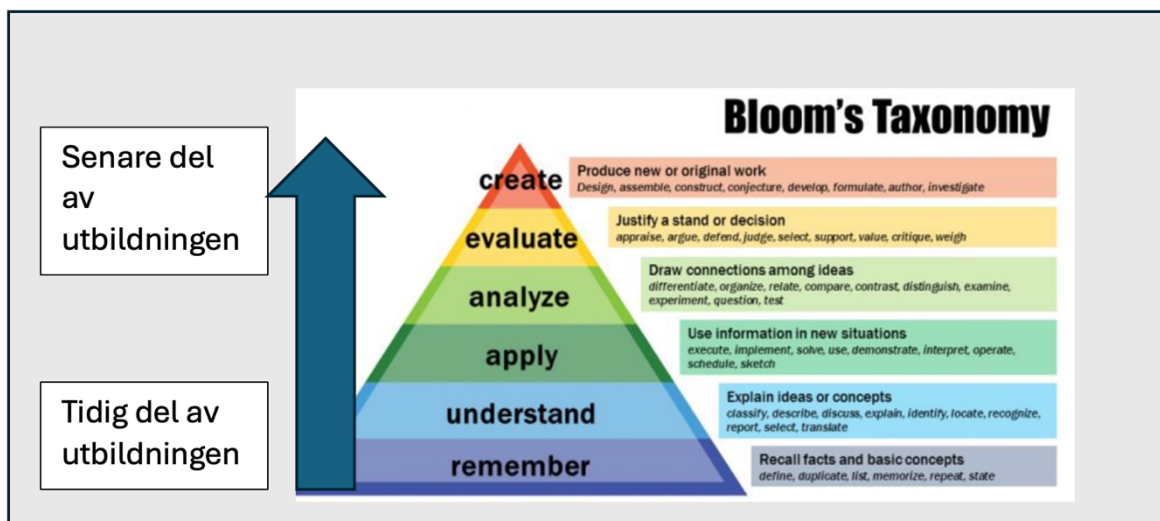 Bloom's Taxonomy
Senare del
av
utbildningen
create
Produce new or original work
Design, assemble, construct, conjecture, develop, formulate, author, investigate
evaluate
Justify a stand or decision
appraise, argue, defend, judge, select, support, value, critique, weigh
analyze
Draw connections among ideas
differentiate, organize, relate, compare, contrast, distinguish, examine,
experiment, question, test
apply
Use information in new situations
execute, implement, solve, use, demonstrate, interpret, operate,
schedule, sketch
Tidig del av
utbildningen
understand
Explain ideas or concepts
classify, describe, discuss, explain, identify, locate, recognize,
report, select, translate
remember
Recall facts and basic concepts
define, duplicate, list, memorize, repeat, state